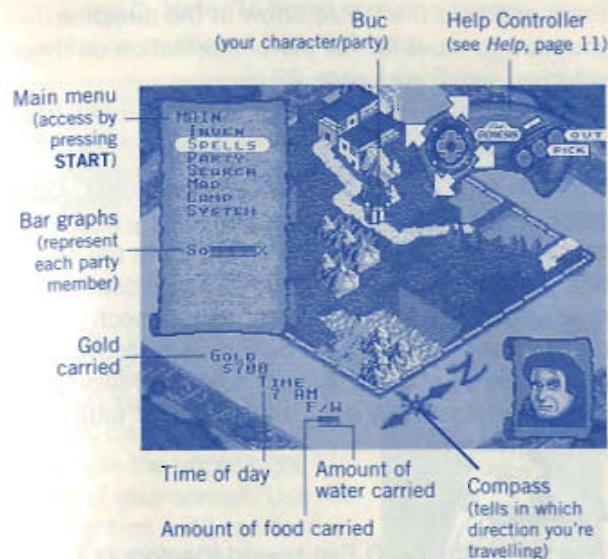 Buc
(your character/party)
Help Controller
(see Help, page 11)
Main menu
(access by
pressing
START)
MAIN
INVEN
SPELLS
PARTY
SEARCH
MAP
CAMP
SYSTEM
GENESIS
OUT
PICK
Bar graphs
(represent
each party
member)
So
Gold
carried
GOLD
5700
TIME
7 AM
F/W
N
Time of day
Amount of
water carried
Amount of food carried
Compass
(tells in which
direction you're
travelling)